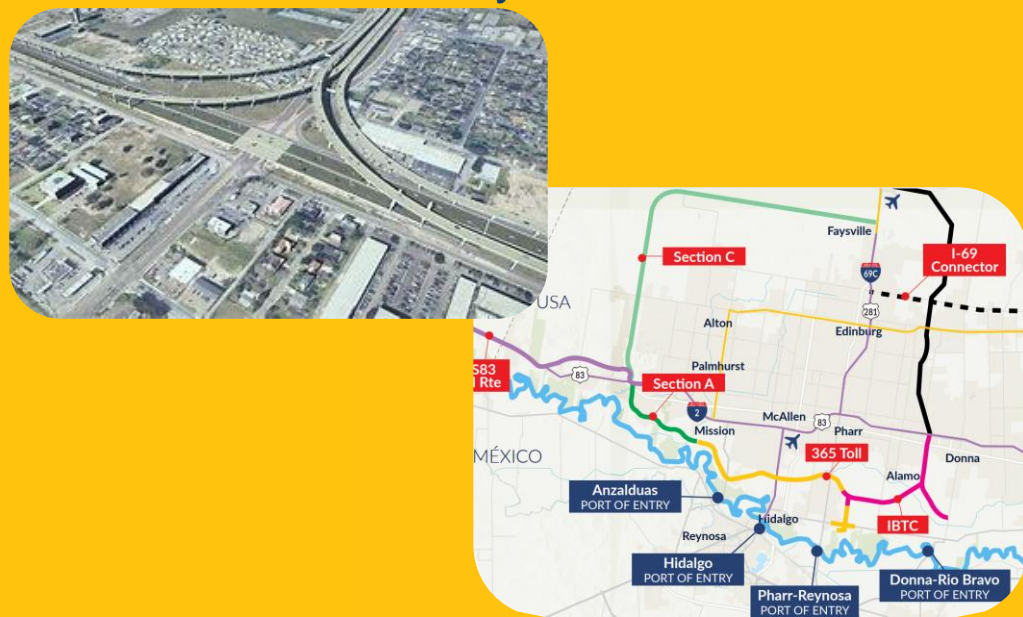 Faysville
Section C
69C
I-69
Connector
USA
281
Alton
Edinburg
S83
Rte
83
Palmhurst
Section A
2
McAllen
83
Mission
Pharr
365 Toll
Donna
MÉXICO
Alamo
Anzalduas
PORT OF ENTRY
IBTC
Hidalgo
Reynosa
Hidalgo
PORT OF ENTRY
Donna-Rio Bravo
PORT OF ENTRY
Pharr-Reynosa
PORT OF ENTRY